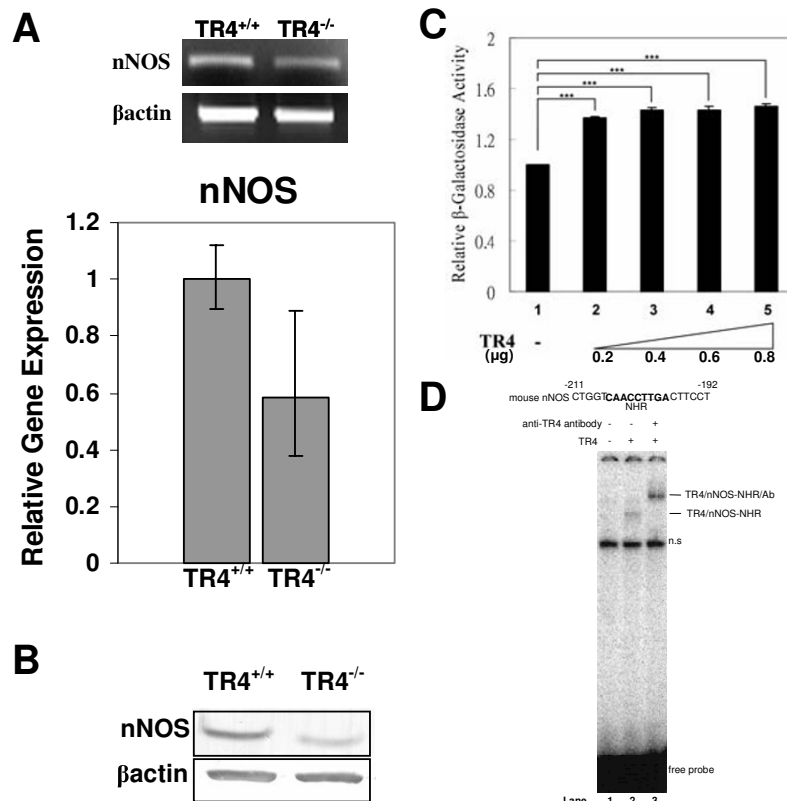 A
TR4+/+ TR4-/-
nNOS
βactin
nNOS
Relative Gene Expression
1.2
1
0.8
0.6
0.4
0.2
0
TR4+/+ TR4-/-
B
TR4+/+ TR4-/-
nNOS
βactin
C
Relative β-Galactosidase Activity
2
1.6
1.2
0.8
0.4
0
***
***
***
***
1 2 3 4 5
TR4 -
(μg) 0.2 0.4 0.6 0.8
D
-211 -192
mouse nNOS CTGGTCAACCTTGACTTCCT
NHR
anti-TR4 antibody - - +
TR4 - + +
TR4/nNOS-NHR/Ab
TR4/nNOS-NHR
n.s
free probe
Lane 1 2 3